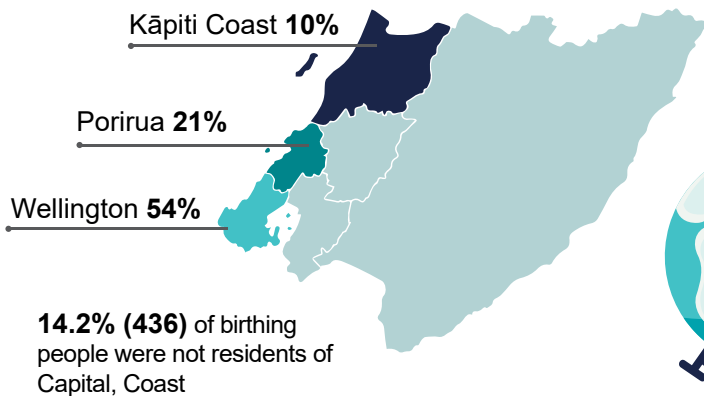 Kāpiti Coast 10%
Porirua 21%
Wellington 54%
14.2% (436) of birthing
people were not residents of
Capital, Coast